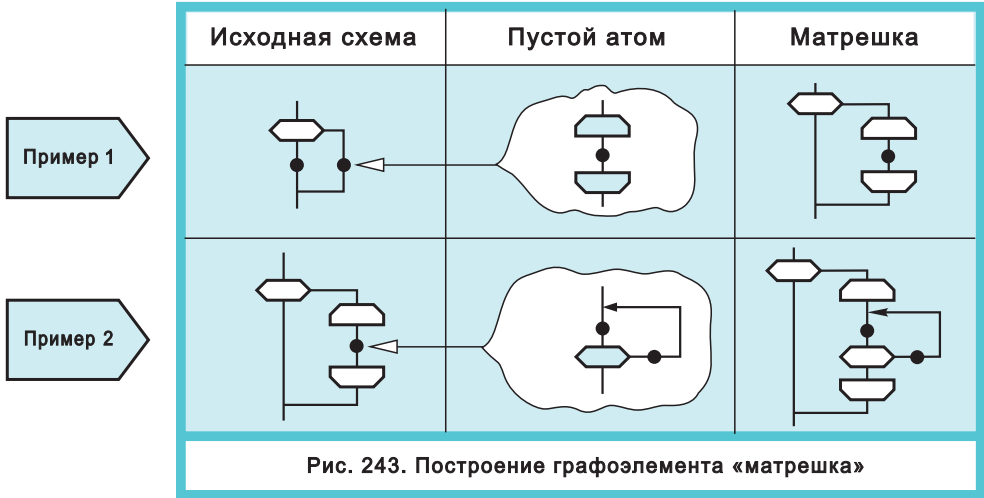 Исходная схема
Пустой атом
Матрешка
Пример 1
Пример 2
Рис. 243. Построение графоэлемента «матрешка»